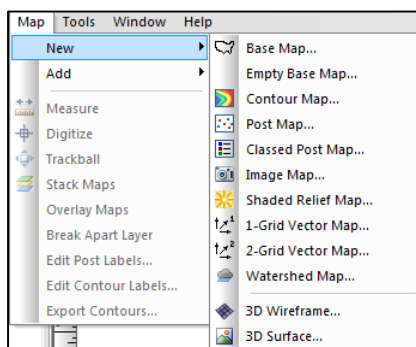 Map Tools Window Help
New
Add
Measure
Digitize
Trackball
Stack Maps
Overlay Maps
Break Apart Layer
Edit Post Labels...
Edit Contour Labels...
Export Contours...
Base Map...
Empty Base Map...
Contour Map...
Post Map...
Classed Post Map...
Image Map...
Shaded Relief Map...
1-Grid Vector Map...
2-Grid Vector Map...
Watershed Map...
3D Wireframe...
3D Surface...